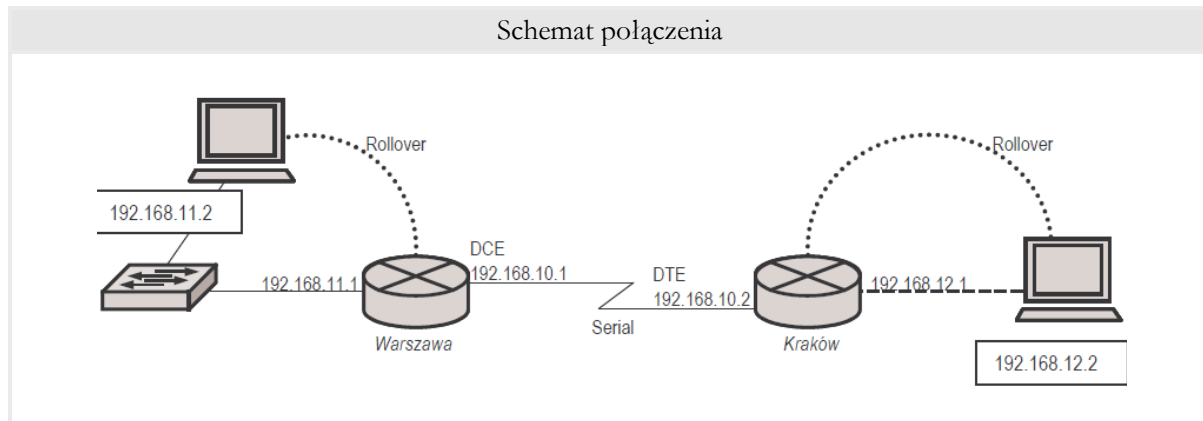 Schemat połączenia
Rollover
Rollover
192.168.11.2
DCE
192.168.10.1
DTE
192.168.11.1
192.168.10.2
192.168.12.1
Serial
Warszawa
Kraków
192.168.12.2